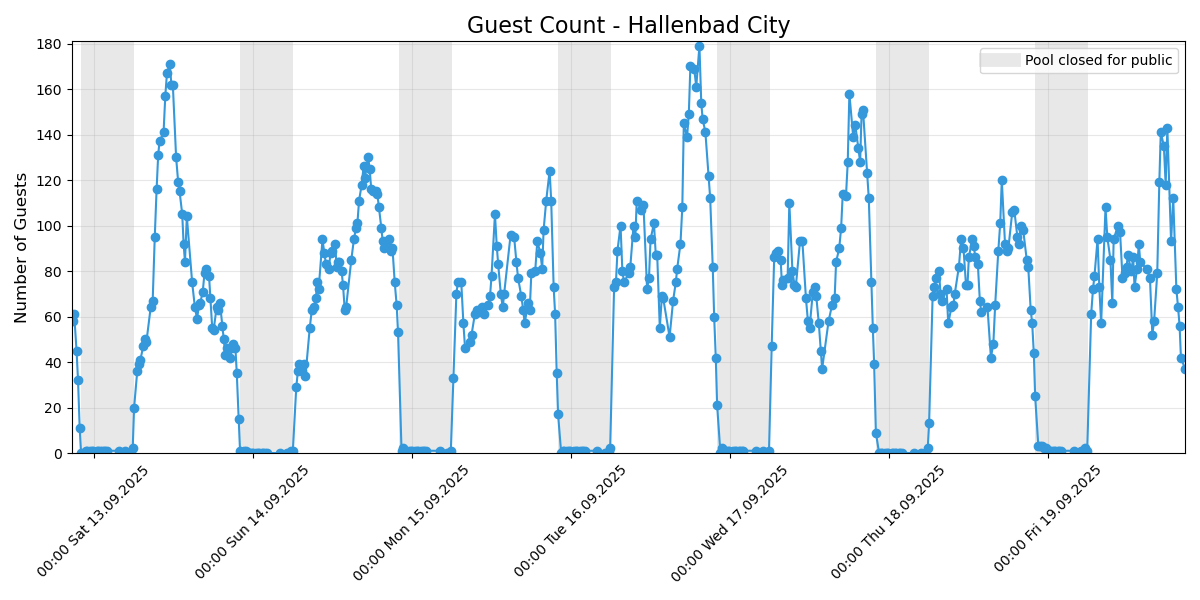 Guest Count - Hallenbad City
Pool closed for public
Number of Guests
180
160
140
120
100
80
60
40
20
0
00:00 Sat 13.09.2025
00:00 Sun 14.09.2025
00:00 Mon 15.09.2025
00:00 Tue 16.09.2025
00:00 Wed 17.09.2025
00:00 Thu 18.09.2025
00:00 Fri 19.09.2025